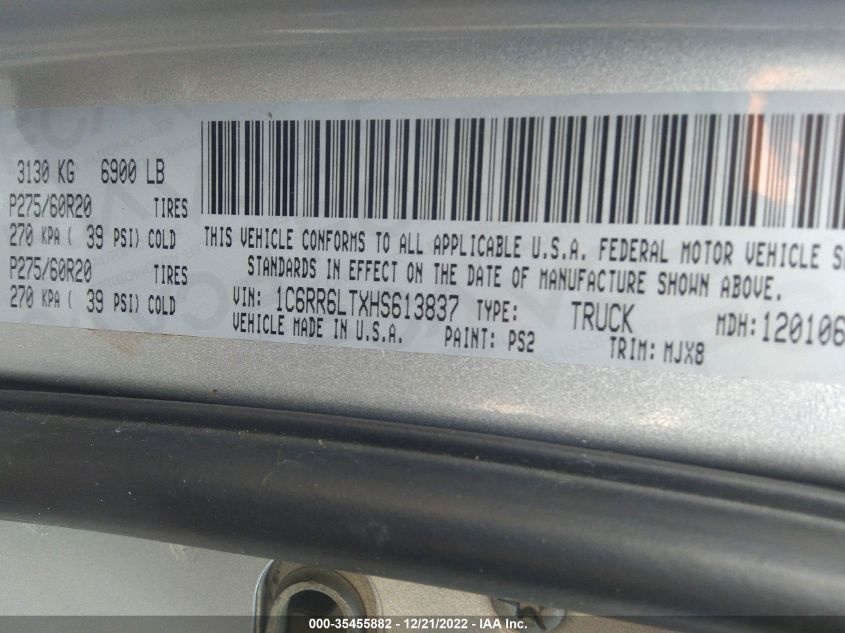 3130 KG 6900 LB
P275/60R20 TIRES
270 KPA ( 39 PSI) COLD
P275/60R20 TIRES
270 KPA ( 39 PSI) COLD
THIS VEHICLE CONFORMS TO ALL APPLICABLE U.S.A. FEDERAL MOTOR VEHICLE
STANDARDS IN EFFECT ON THE DATE OF MANUFACTURE SHOWN ABOVE.
VIN: 1C6RR6LTXHS613837 TYPE: TRUCK MDH: 120106
VEHICLE MADE IN U.S.A. PAINT: PS2 TRIM: MJX8
000-35455882 - 12/21/2022 - IAA, Inc.